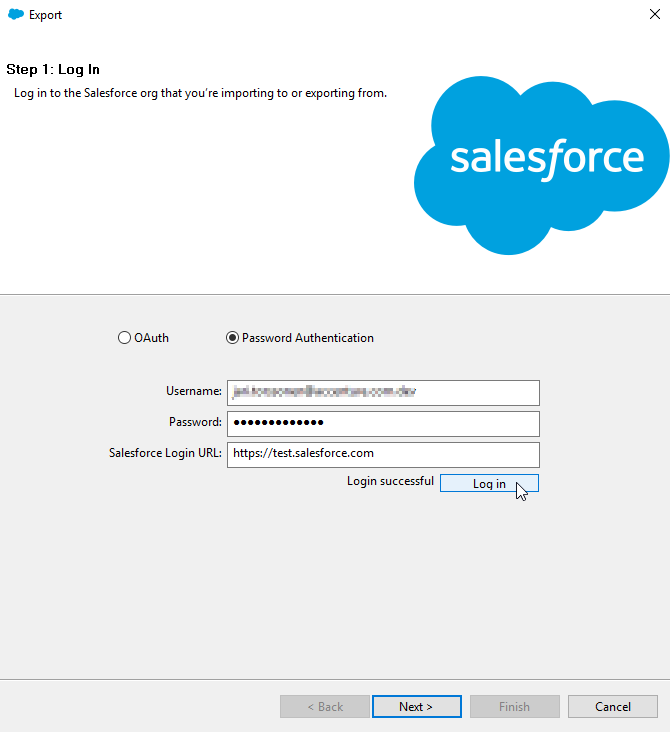 Export
Step 1: Log In
Log in to the Salesforce org that you're importing to or exporting from.
salesforce
OAuth
Password Authentication
Username:
Password: •••••••••••••
Salesforce Login URL: https://test.salesforce.com
Login successful Log in
< Back Next > Finish Cancel